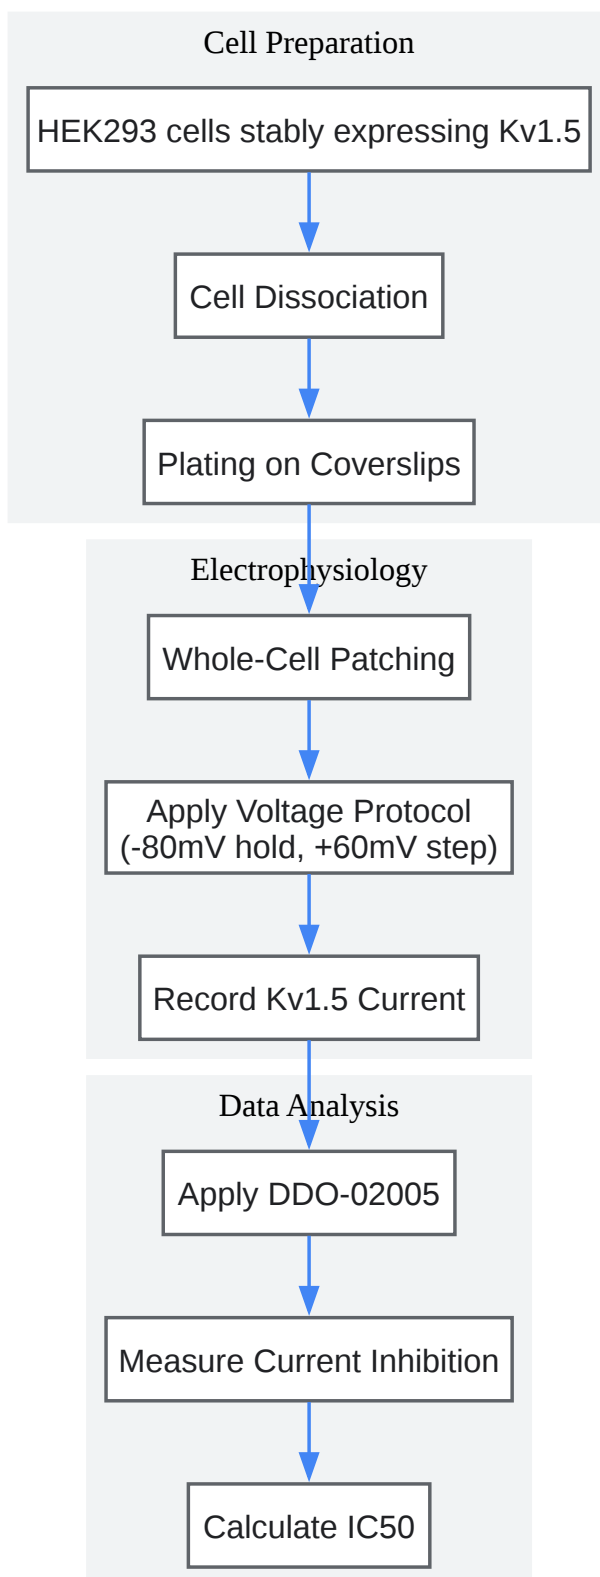 Cell Preparation
HEK293 cells stably expressing Kv1.5
Cell Dissociation
Plating on Coverslips
Electrophysiology
Whole-Cell Patching
Apply Voltage Protocol
(-80mV hold, +60mV step)
Record Kv1.5 Current
Data Analysis
Apply DDO-02005
Measure Current Inhibition
Calculate IC50